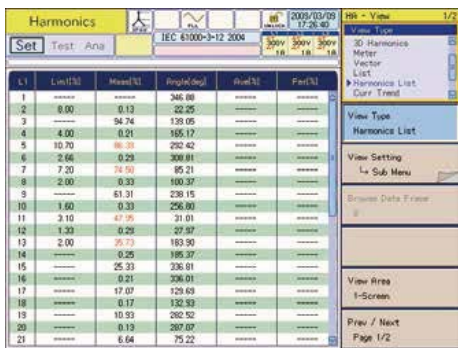 Harmonics
Set Test Ana
PLL
IEC 61000-3-12 2004
UNLOCK
2009/03/09
17:26:40
300V 300V 300V
1A 1A 1A
HA - View 1/2
View Type
3D Harmonics
Meter
Vector
List
Harmonics List
Curr Trend
View Type
Harmonics List
View Setting
Sub Menu
Browse Data Frame
0
View Area
1-Screen
Prev / Next
Page 1/2
L1 Limit[%] Meas[%] Angle[deg] Ave[%] Fwr[%]
1 ----- ----- 346.88 ----- -----
2 8.00 0.13 22.25 ----- -----
3 ----- 94.74 139.05 ----- -----
4 4.00 0.21 165.17 ----- -----
5 10.70 86.33 292.42 ----- -----
6 2.66 0.29 308.81 ----- -----
7 7.20 74.50 85.21 ----- -----
8 2.00 0.33 100.37 ----- -----
9 ----- 61.31 238.15 ----- -----
10 1.60 0.33 256.80 ----- -----
11 3.10 47.95 31.01 ----- -----
12 1.33 0.29 27.97 ----- -----
13 2.00 35.73 183.90 ----- -----
14 ----- 0.25 185.37 ----- -----
15 ----- 25.33 336.81 ----- -----
16 ----- 0.21 336.01 ----- -----
17 ----- 17.07 129.69 ----- -----
18 ----- 0.17 132.93 ----- -----
19 ----- 10.93 282.52 ----- -----
20 ----- 0.13 287.07 ----- -----
21 ----- 6.64 75.22 ----- -----